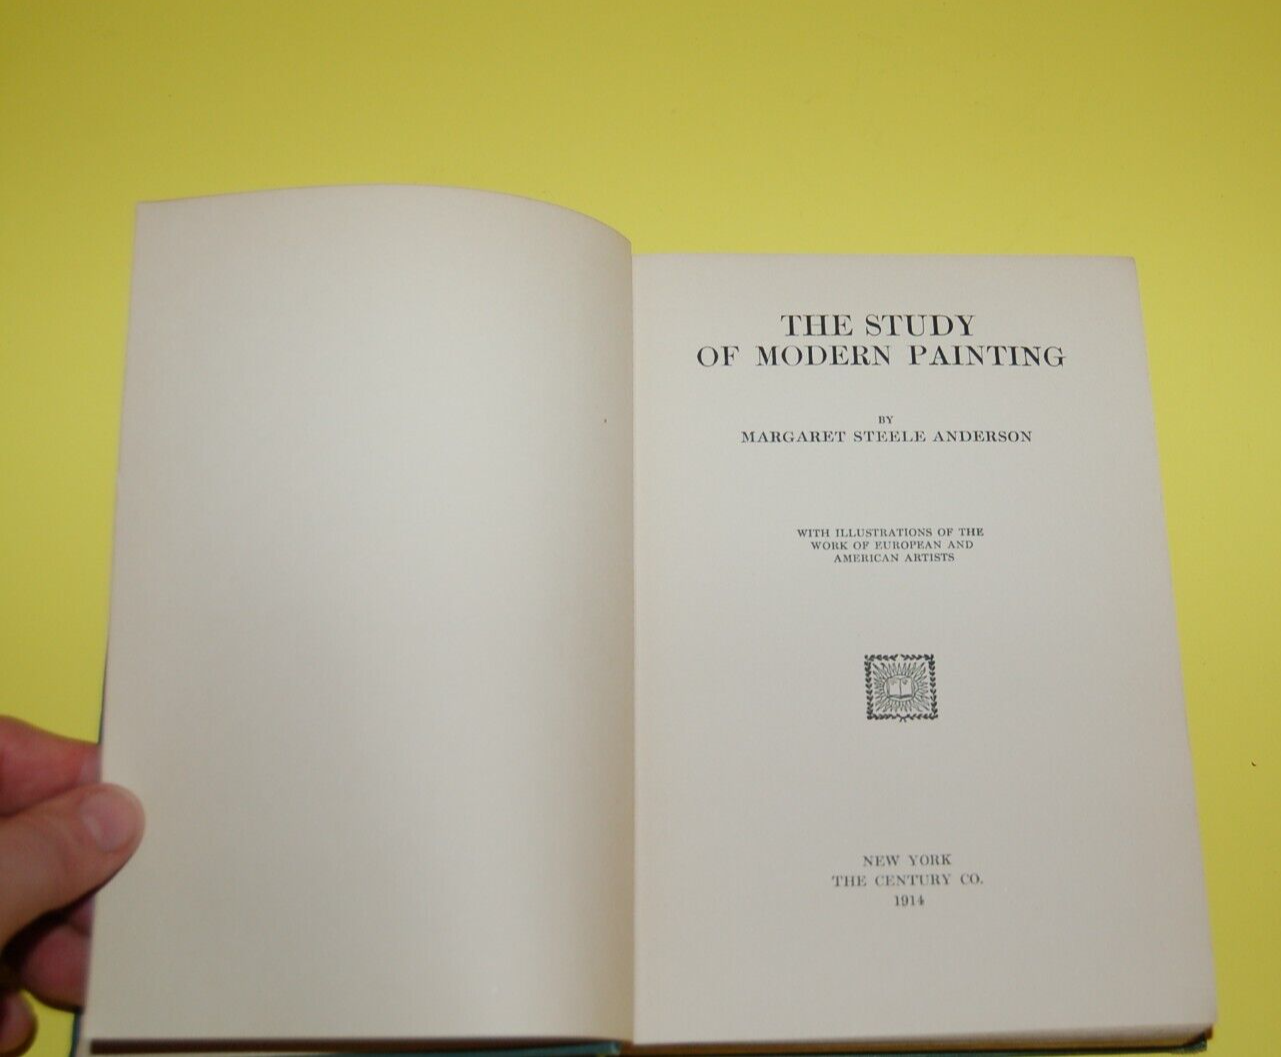 THE STUDY
OF MODERN PAINTING
BY
MARGARET STEELE ANDERSON
WITH ILLUSTRATIONS OF THE
WORK OF EUROPEAN AND
AMERICAN ARTISTS
NEW YORK
THE CENTURY CO.
1914